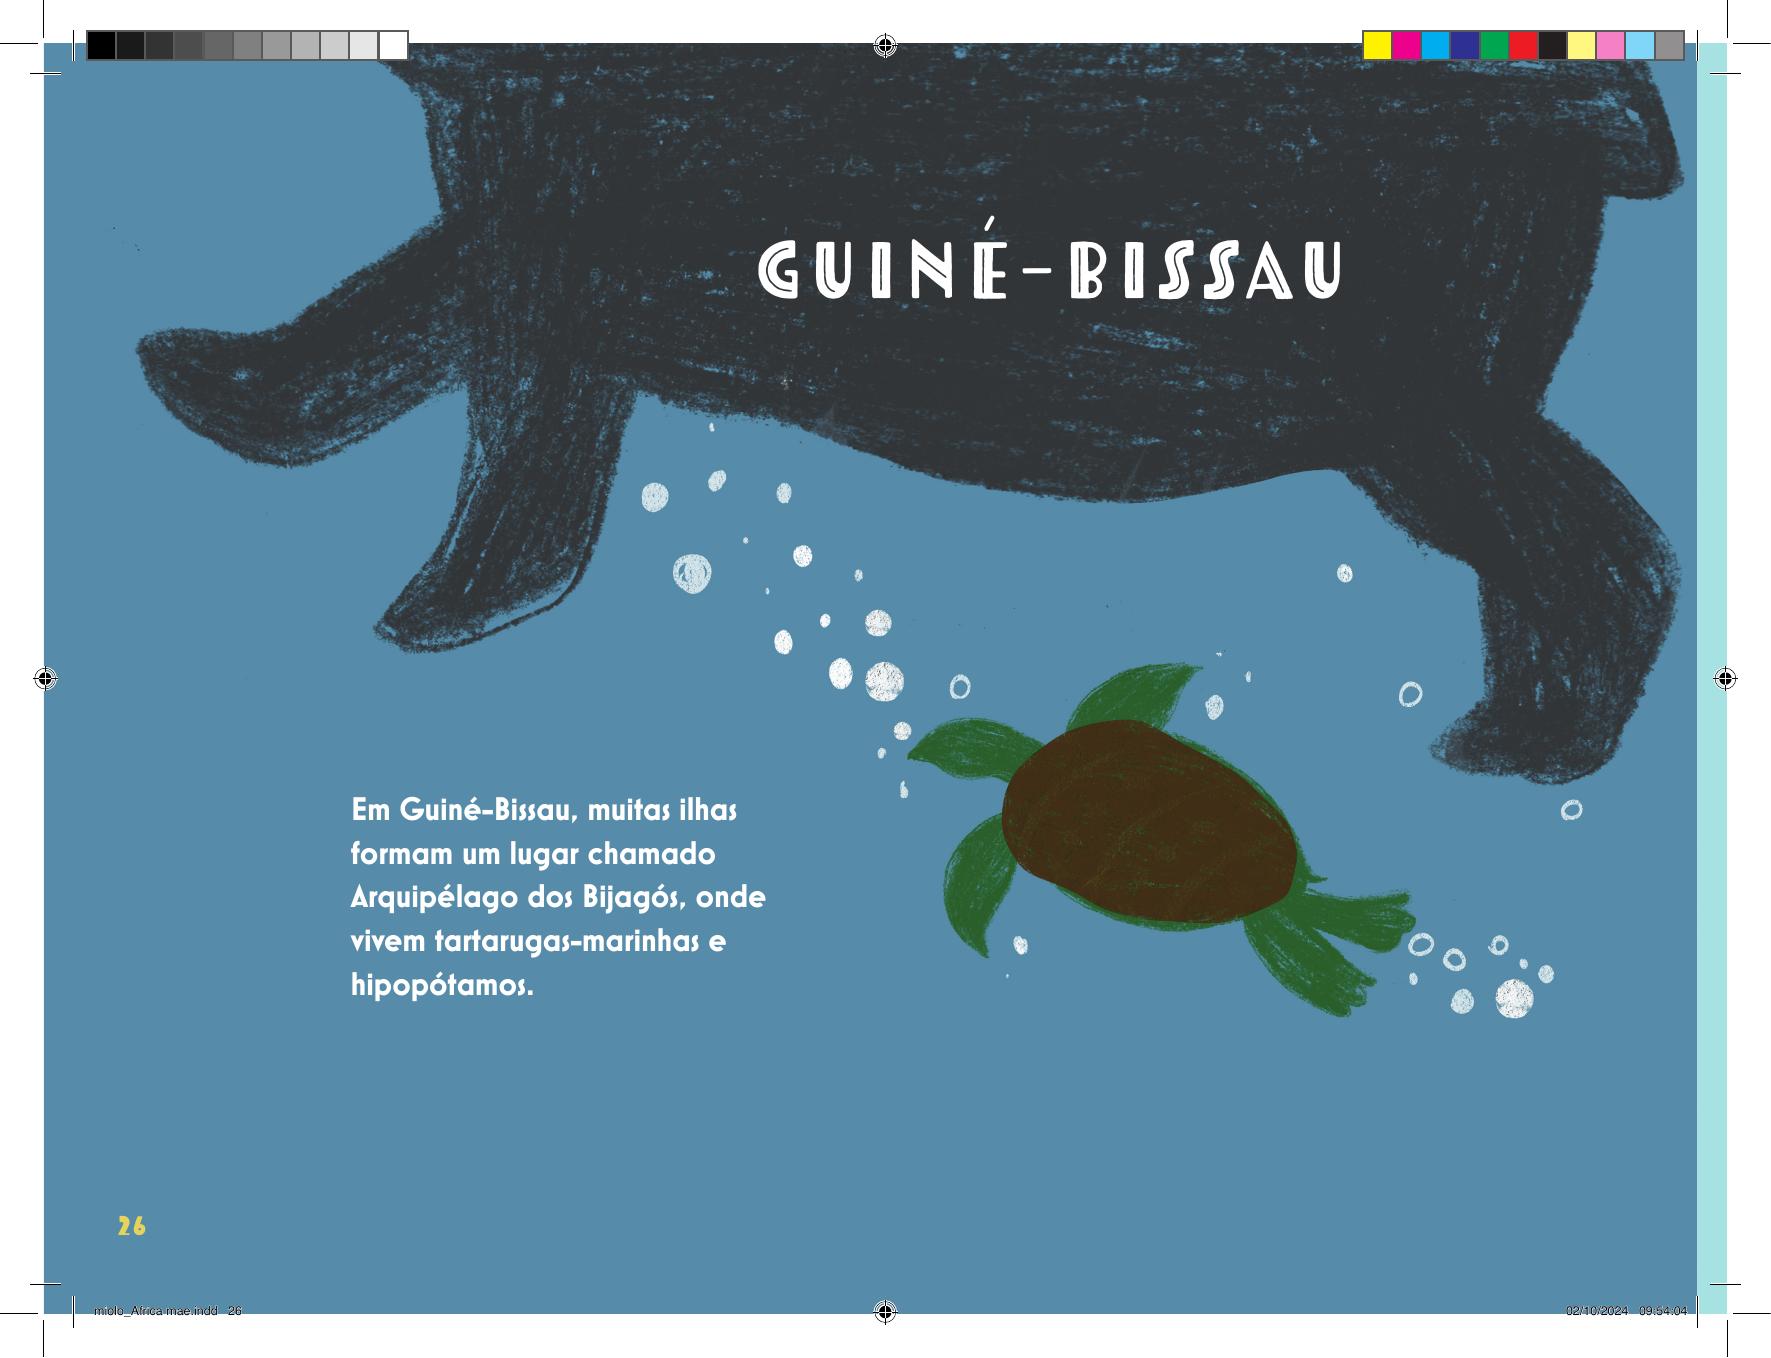 GUINÉ-BISSAU
Em Guiné-Bissau, muitas ilhas
formam um lugar chamado
Arquipélago dos Bijagós, onde
vivem tartarugas-marinhas e
hipopótamos.
26
miolo_Africa mae.indd   26
02/10/2024   09:54:04